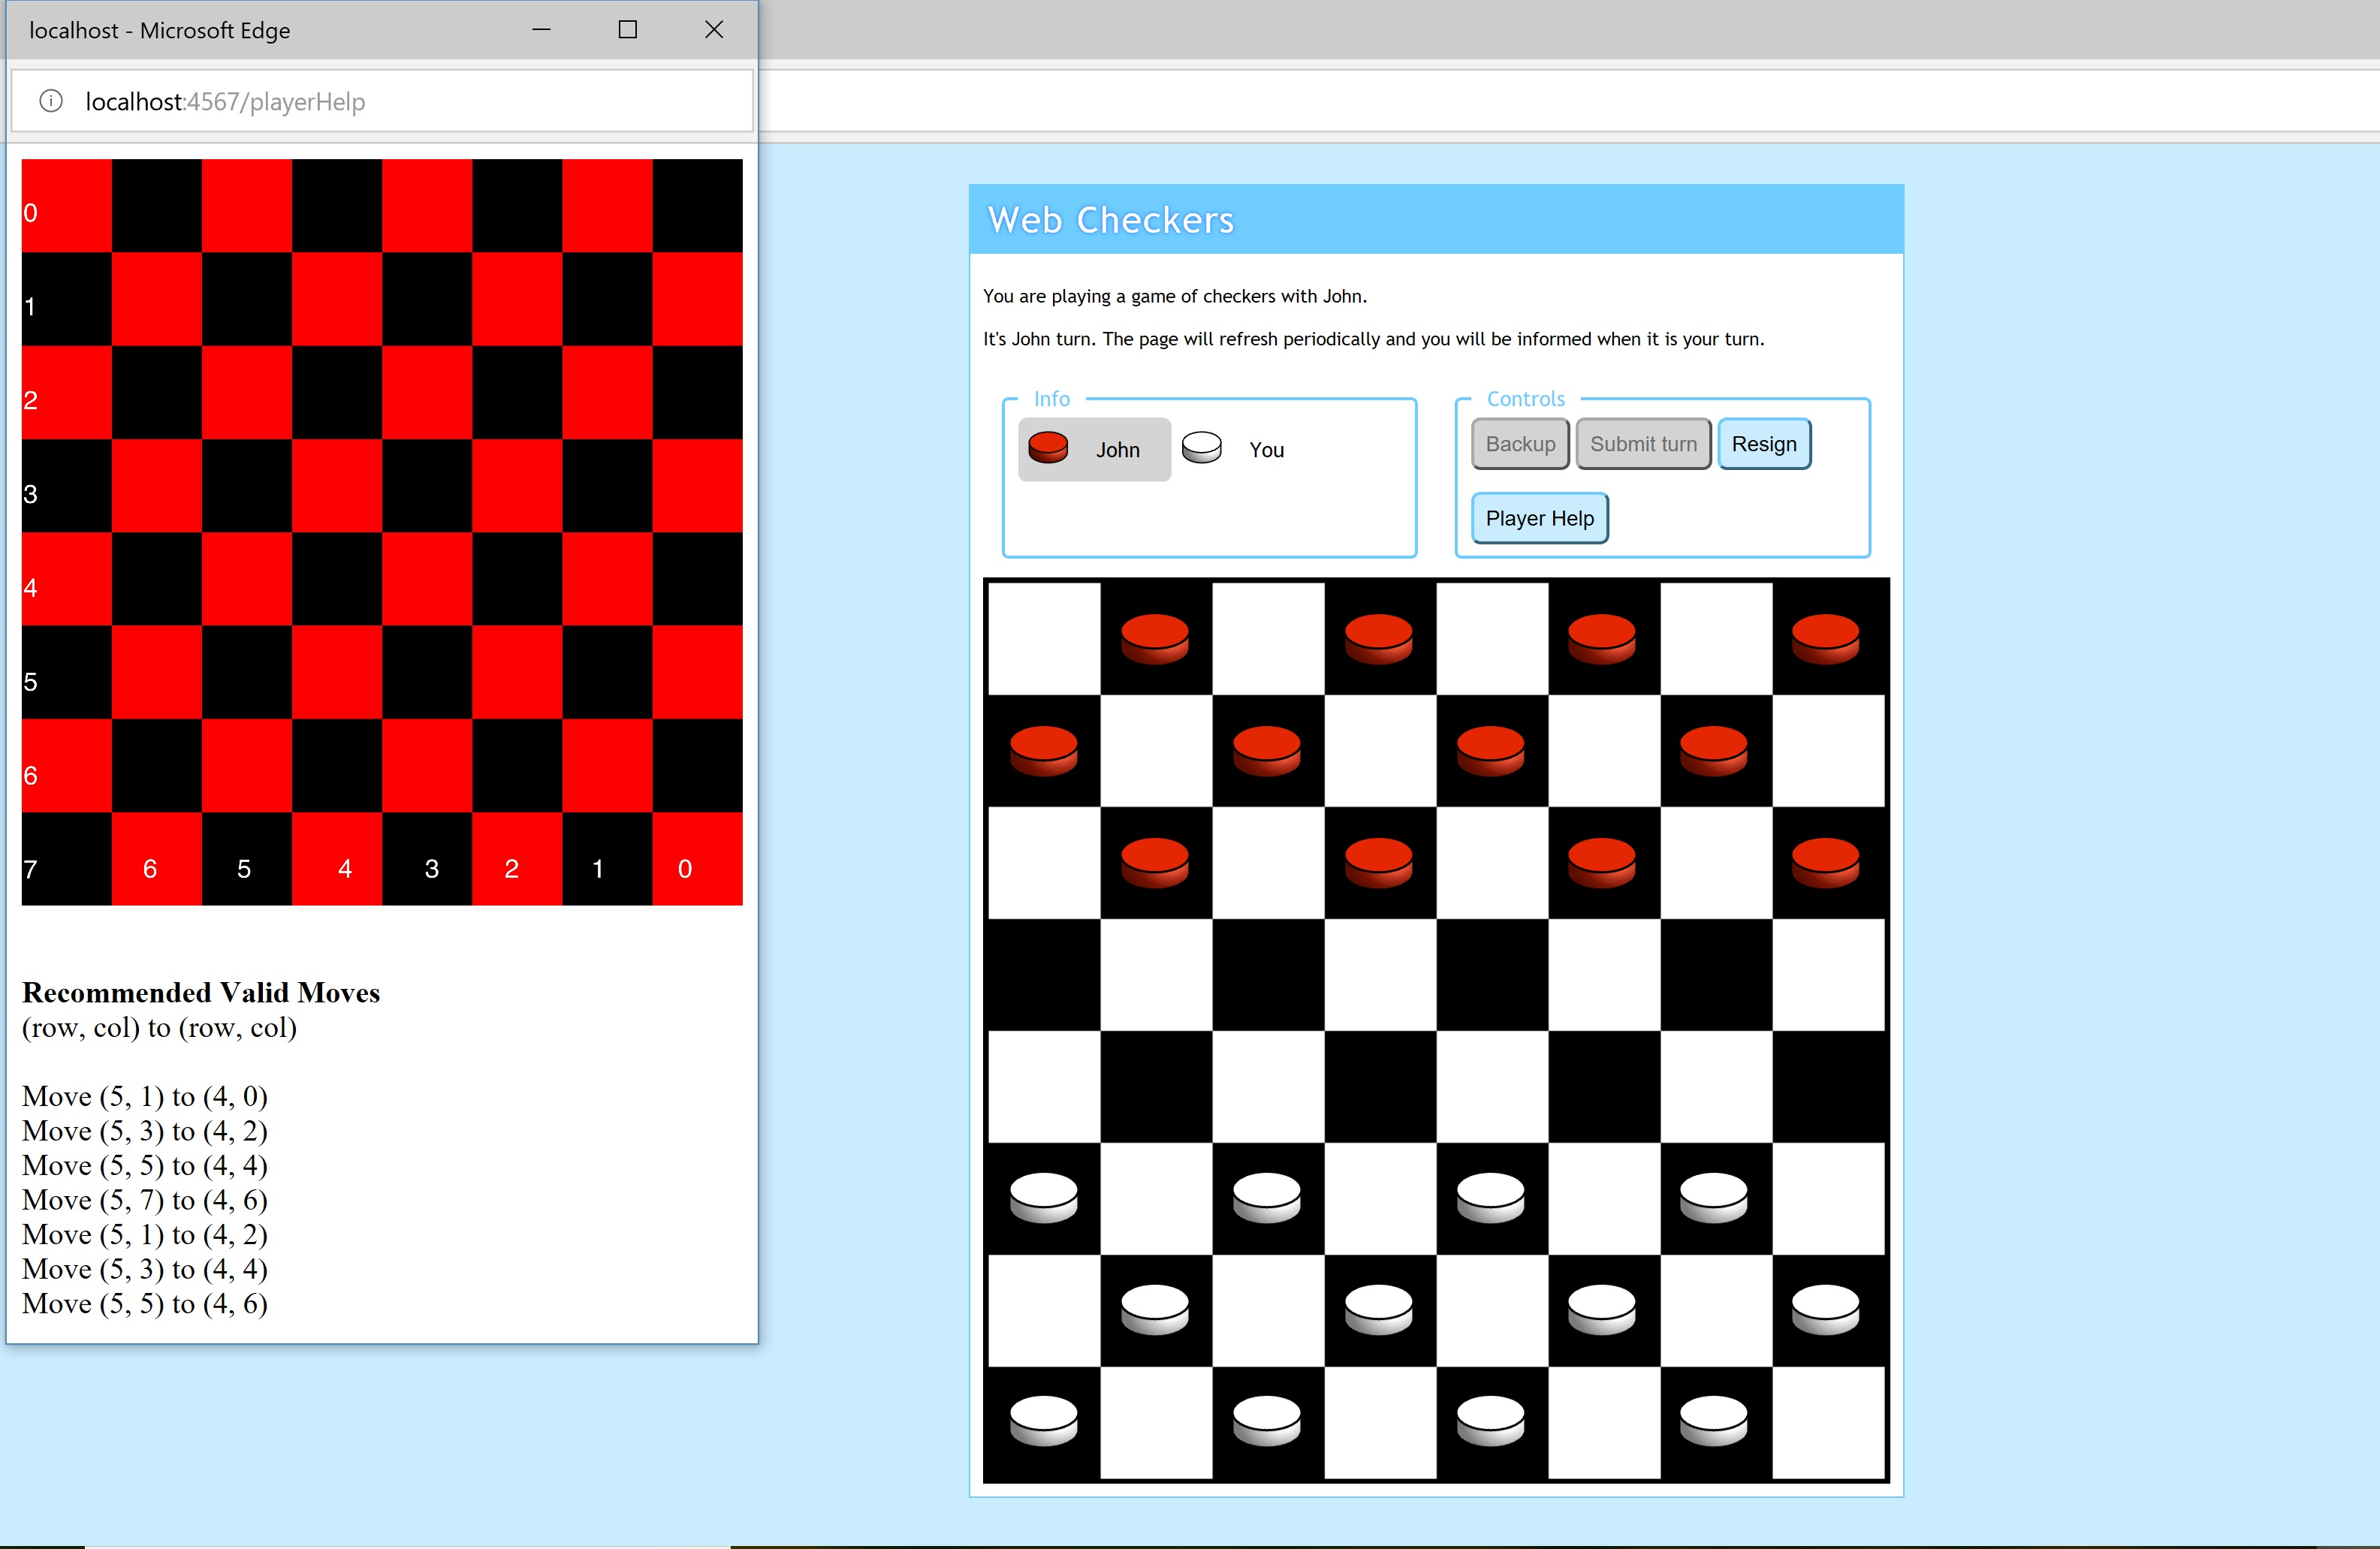 localhost - Microsoft Edge
localhost:4567/playerHelp
0
1
2
3
4
5
6
7 6 5 4 3 2 1 0
Recommended Valid Moves
(row, col) to (row, col)
Move (5, 1) to (4, 0)
Move (5, 3) to (4, 2)
Move (5, 5) to (4, 4)
Move (5, 7) to (4, 6)
Move (5, 1) to (4, 2)
Move (5, 3) to (4, 4)
Move (5, 5) to (4, 6)
Web Checkers
You are playing a game of checkers with John.
It's John turn. The page will refresh periodically and you will be informed when it is your turn.
Info
John You
Controls
Backup Submit turn Resign
Player Help